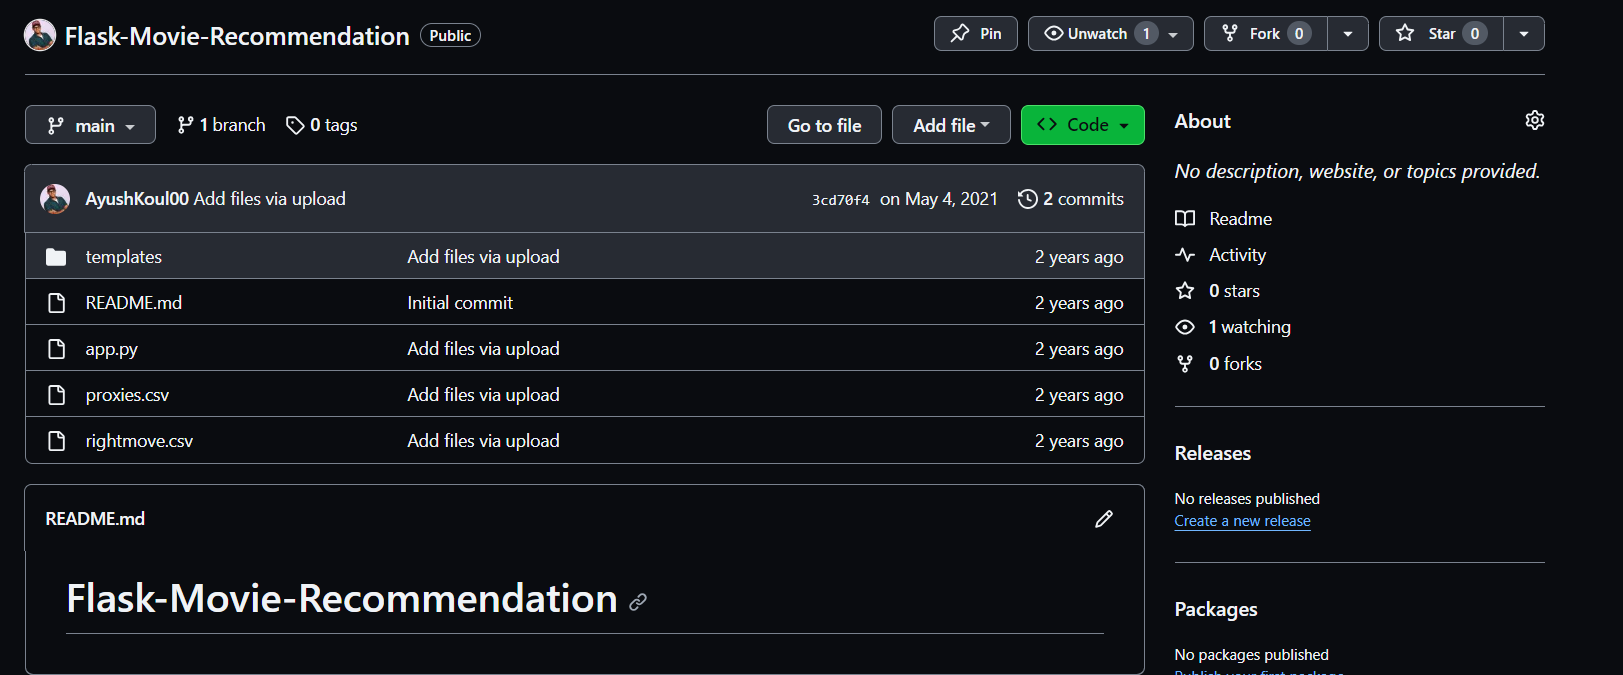 Flask-Movie-Recommendation Public Pin Unwatch 1 Fork 0 Star 0
main 1 branch 0 tags Go to file Add file Code
AyushKoul00 Add files via upload 3cd70f4 on May 4, 2021 2 commits
templates Add files via upload 2 years ago
README.md Initial commit 2 years ago
app.py Add files via upload 2 years ago
proxies.csv Add files via upload 2 years ago
rightmove.csv Add files via upload 2 years ago
README.md
Flask-Movie-Recommendation
About
No description, website, or topics provided.
Readme
Activity
0 stars
1 watching
0 forks
Releases
No releases published
Create a new release
Packages
No packages published
Publish your first package